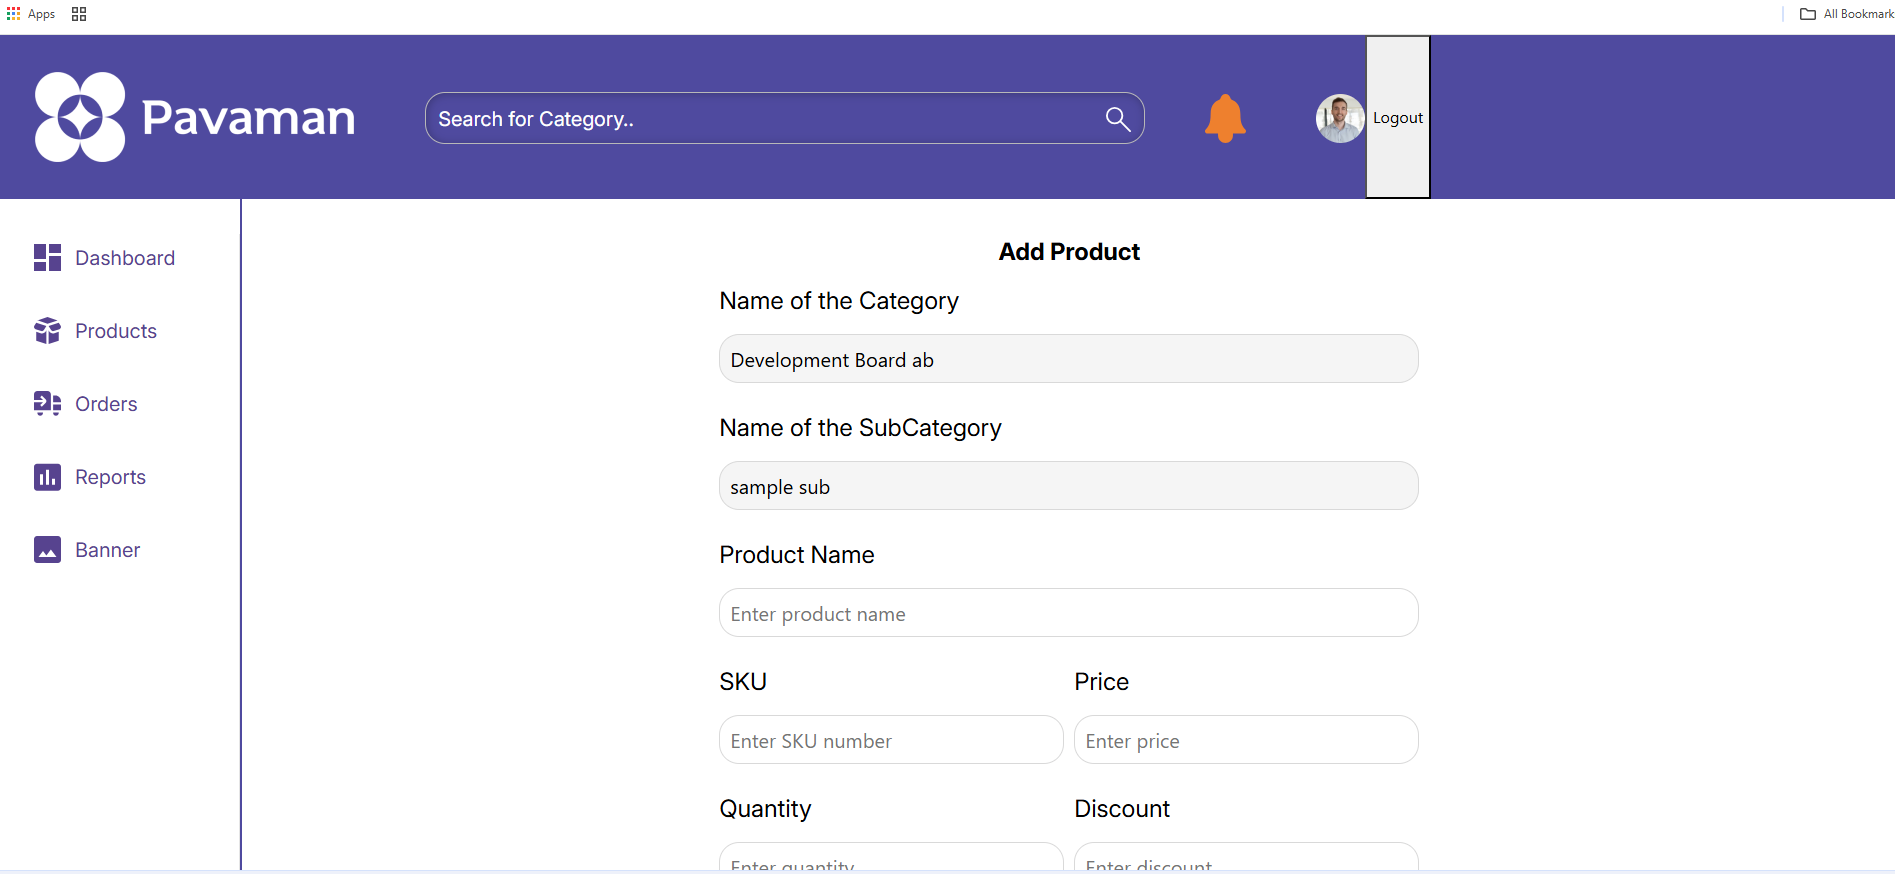 Apps
All Bookmark
Pavaman
Search for Category..
Logout
Dashboard
Products
Orders
Reports
Banner
Add Product
Name of the Category
Development Board ab
Name of the SubCategory
sample sub
Product Name
Enter product name
SKU
Price
Enter SKU number
Enter price
Quantity
Discount
Enter quantity
Enter discount